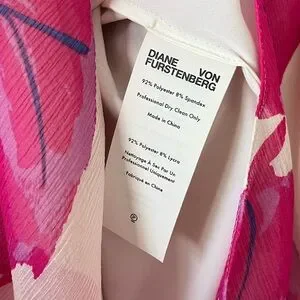 DIANE VON
FURSTENBERG
92% Polyester 8% Spandex
Professional Dry Clean Only
Made in China
92% Polyester 8% Lycra
Nettoyage A Sec Par Un
Professionnel Uniquement
Fabriqué en Chine
P